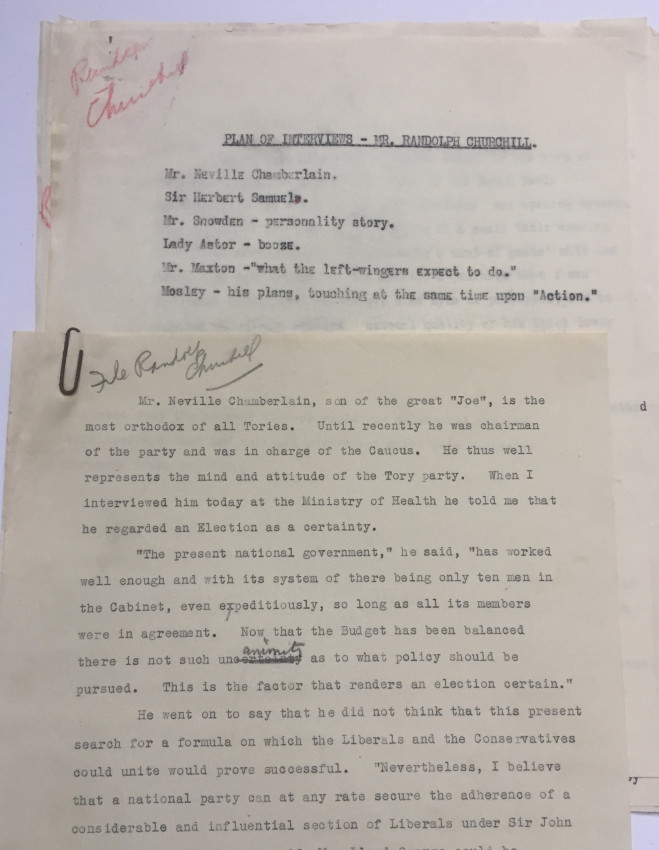 Randolph
Churchill
PLAN OF INTERVIEWS - MR. RANDOLPH CHURCHILL.
Mr. Neville Chamberlain.
Sir Herbert Samuels.
Mr. Snowden - personality story.
Lady Astor - booze.
Mr. Maxton -"what the left-wingers expect to do."
Mosley - his plans, touching at the same time upon "Action."
File Randolph
Churchill
Mr. Neville Chamberlain, son of the great "Joe", is the
most orthodox of all Tories. Until recently he was chairman
of the party and was in charge of the Caucus. He thus well
represents the mind and attitude of the Tory party. When I
interviewed him today at the Ministry of Health he told me that
he regarded an Election as a certainty.
"The present national government," he said, "has worked
well enough and with its system of there being only ten men in
the Cabinet, even expeditiously, so long as all its members
were in agreement. Now that the Budget has been balanced
there is not such unanimity as to what policy should be
pursued. This is the factor that renders an election certain."
He went on to say that he did not think that this present
search for a formula on which the Liberals and the Conservatives
could unite would prove successful. "Nevertheless, I believe
that a national party can at any rate secure the adherence of a
considerable and influential section of Liberals under Sir John